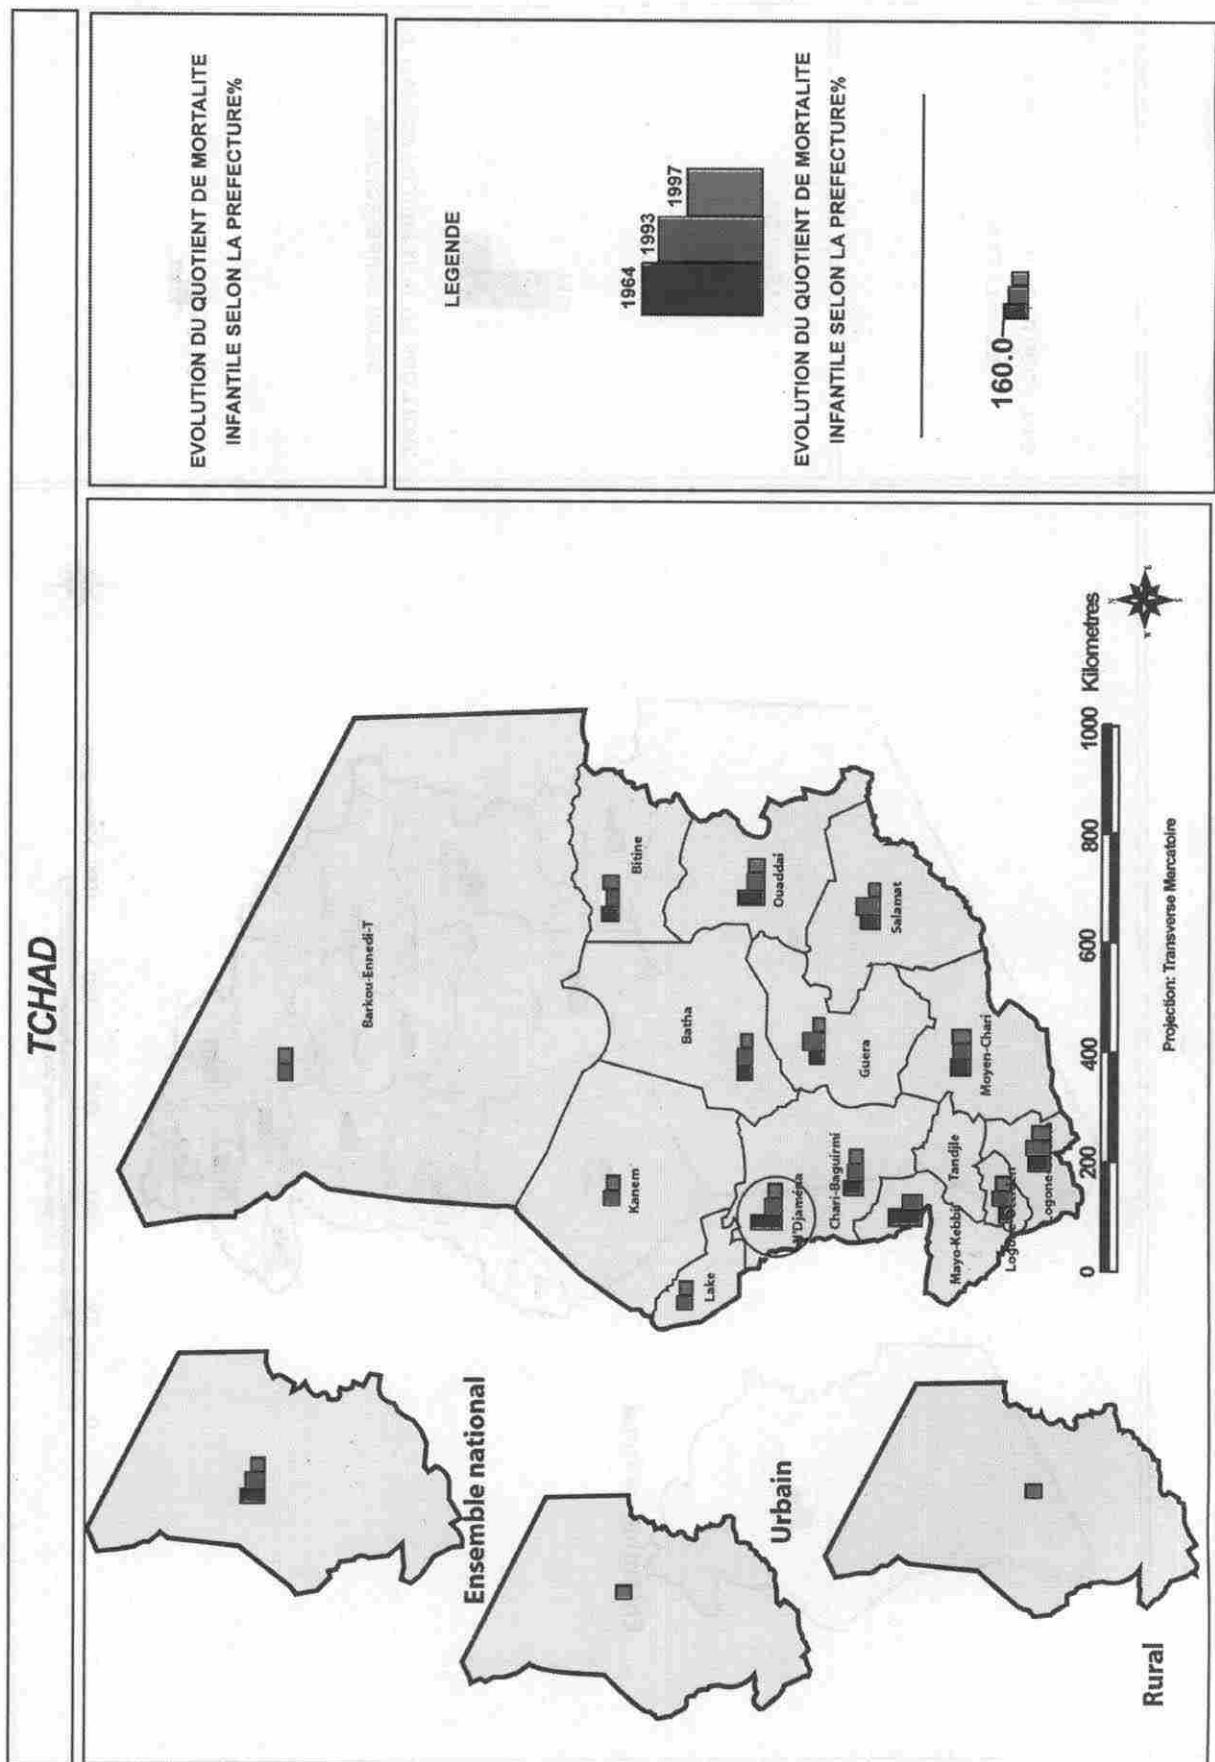 TCHAD
EVOLUTION DU QUOTIENT DE MORTALITE
INFANTILE SELON LA PREFECTURE%
LEGENDE
1964
1993
1997
EVOLUTION DU QUOTIENT DE MORTALITE
INFANTILE SELON LA PREFECTURE%
160.0
Ensemble national
Urbain
Rural
Barkou-Ennedi-T
Kanem
Batha
Bitine
Lake
N'Djaména
Ouaddai
Chari-Baguirmi
Guera
Salamat
Mayo-Kebbi
Tandjle
Moyen-Chari
Logone
0 200 400 600 800 1000 Kilometres
Projection: Transverse Mercatoire